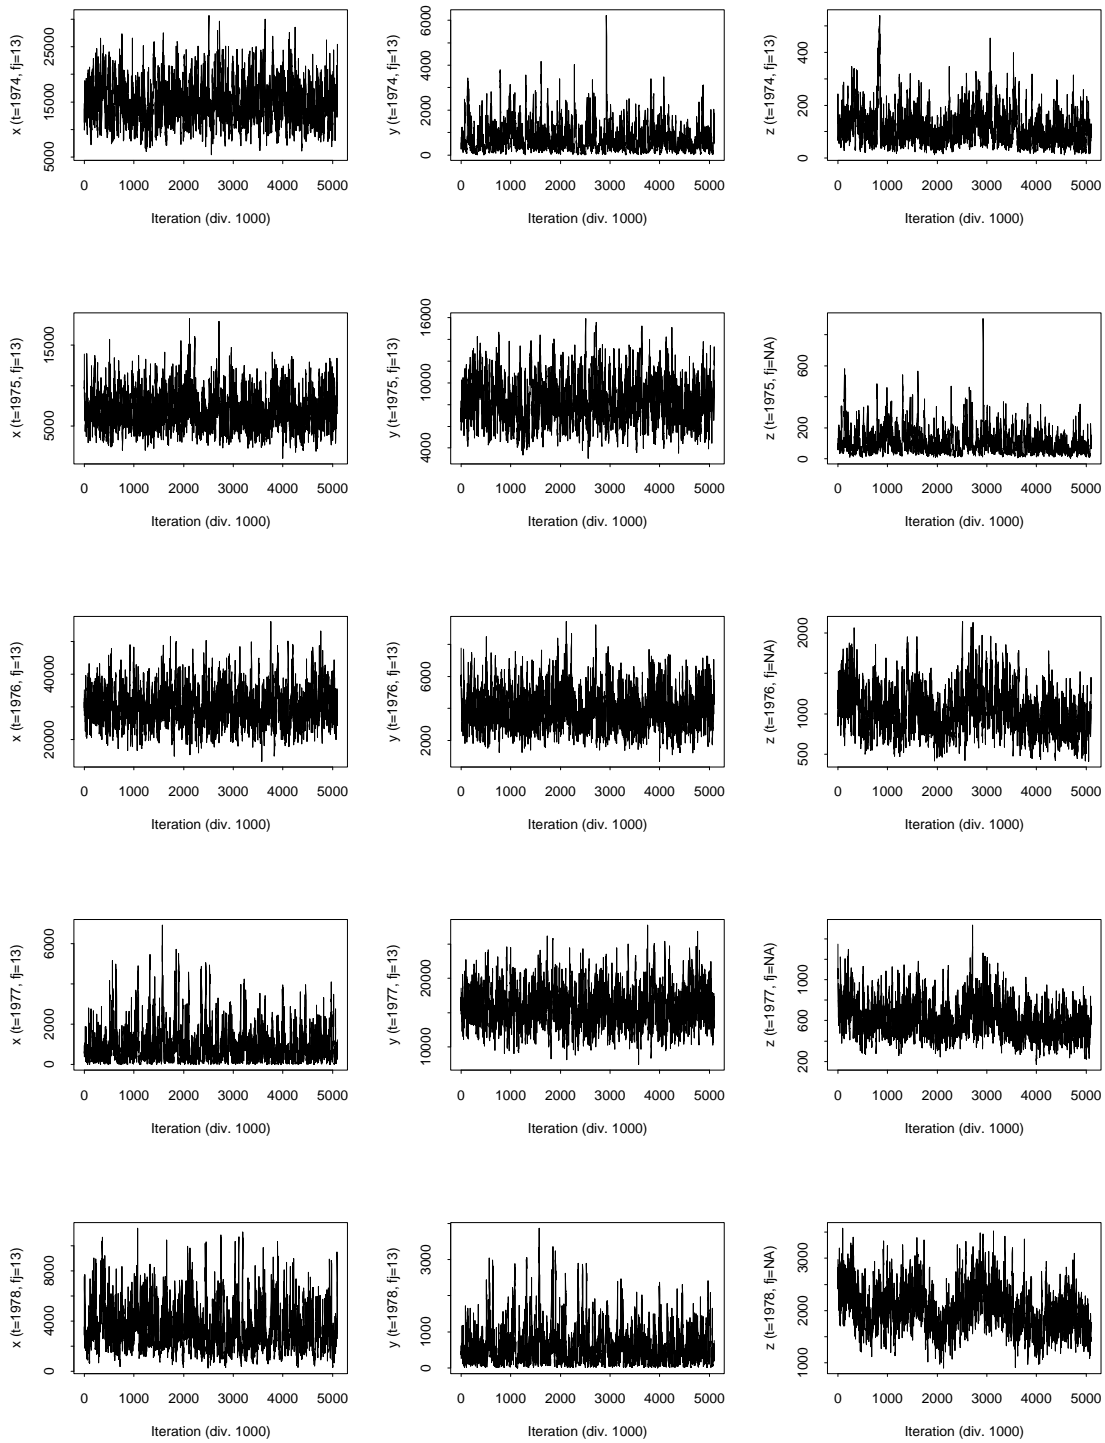 x (t=1974, fj=13)
5000 15000 25000
0 1000 2000 3000 4000 5000
Iteration (div. 1000)
y (t=1974, fj=13)
0 1000 2000 3000 4000 5000 6000
0 1000 2000 3000 4000 5000
Iteration (div. 1000)
z (t=1974, fj=13)
0 200 400
0 1000 2000 3000 4000 5000
Iteration (div. 1000)
x (t=1975, fj=13)
5000 15000
0 1000 2000 3000 4000 5000
Iteration (div. 1000)
y (t=1975, fj=13)
4000 10000 16000
0 1000 2000 3000 4000 5000
Iteration (div. 1000)
z (t=1975, fj=NA)
0 200 600
0 1000 2000 3000 4000 5000
Iteration (div. 1000)
x (t=1976, fj=13)
20000 40000
0 1000 2000 3000 4000 5000
Iteration (div. 1000)
y (t=1976, fj=13)
2000 6000
0 1000 2000 3000 4000 5000
Iteration (div. 1000)
z (t=1976, fj=NA)
500 1000 2000
0 1000 2000 3000 4000 5000
Iteration (div. 1000)
x (t=1977, fj=13)
0 2000 6000
0 1000 2000 3000 4000 5000
Iteration (div. 1000)
y (t=1977, fj=13)
10000 20000
0 1000 2000 3000 4000 5000
Iteration (div. 1000)
z (t=1977, fj=NA)
200 600 1000
0 1000 2000 3000 4000 5000
Iteration (div. 1000)
x (t=1978, fj=13)
0 4000 8000
0 1000 2000 3000 4000 5000
Iteration (div. 1000)
y (t=1978, fj=13)
0 1000 3000
0 1000 2000 3000 4000 5000
Iteration (div. 1000)
z (t=1978, fj=NA)
1000 2000 3000
0 1000 2000 3000 4000 5000
Iteration (div. 1000)